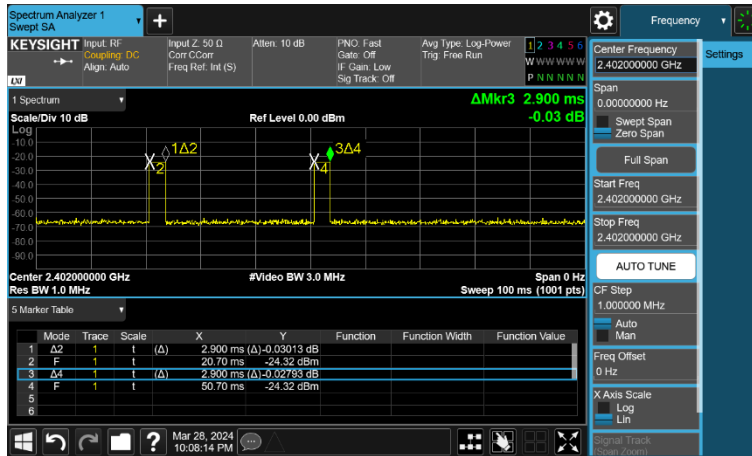 Spectrum Analyzer 1
Swept SA
+
Frequency
KEYSIGHT
Input: RF
Coupling: DC
Align: Auto
Input Z: 50 Ω
Corr CCorr
Freq Ref: Int (S)
Atten: 10 dB
PNO: Fast
Gate: Off
IF Gain: Low
Sig Track: Off
Avg Type: Log-Power
Trig: Free Run
1 2 3 4 5 6
W W W W W W
P N N N N N
LXI
Center Frequency
2.402000000 GHz
Settings
1 Spectrum
ΔMkr3 2.900 ms
-0.03 dB
Scale/Div 10 dB
Ref Level 0.00 dBm
Log
-10.0
-20.0
-30.0
-40.0
-50.0
-60.0
-70.0
-80.0
-90.0
1Δ2
2
3Δ4
4
Center 2.402000000 GHz
#Video BW 3.0 MHz
Span 0 Hz
Res BW 1.0 MHz
Sweep 100 ms (1001 pts)
Span
0.00000000 Hz
Swept Span
Zero Span
Full Span
Start Freq
2.402000000 GHz
Stop Freq
2.402000000 GHz
AUTO TUNE
CF Step
1.000000 MHz
Auto
Man
Freq Offset
0 Hz
X Axis Scale
Log
Lin
Signal Track
(Span Zoom)
5 Marker Table
Mode Trace Scale X Y Function Function Width Function Value
1 Δ2 1 t (Δ) 2.900 ms (Δ) -0.03013 dB
2 F 1 t 20.70 ms -24.32 dBm
3 Δ4 1 t (Δ) 2.900 ms (Δ) -0.02793 dB
4 F 1 t 50.70 ms -24.32 dBm
5
6
?
Mar 28, 2024
10:08:14 PM